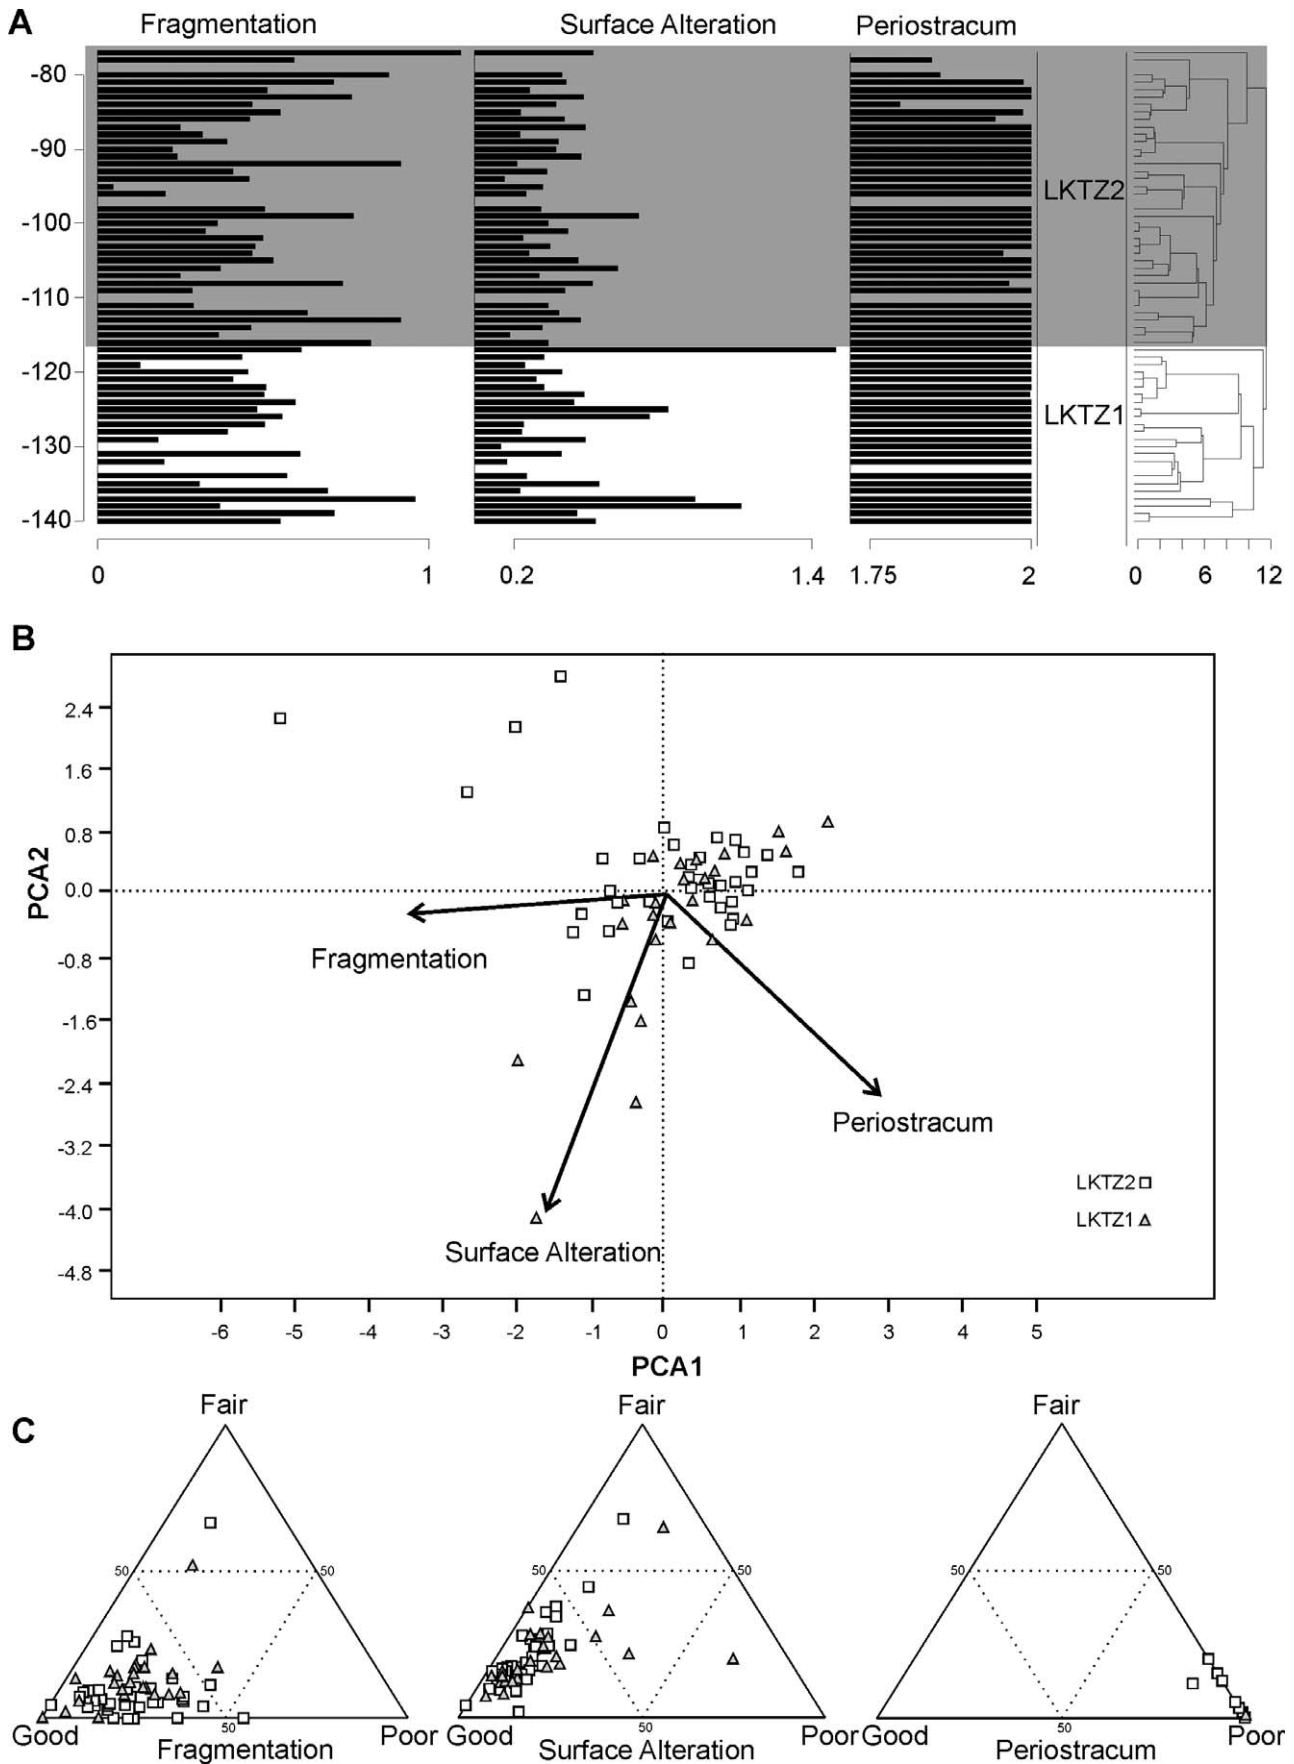 A Fragmentation Surface Alteration Periostracum
-80
-90
-100
-110
-120
-130
-140
LKTZ2
LKTZ1
0 1 0.2 1.4 1.75 2 0 6 12
B
2.4
1.6
0.8
0.0
-0.8
-1.6
-2.4
-3.2
-4.0
-4.8
PCA2
Fragmentation
Periostracum
Surface Alteration
LKTZ2
LKTZ1
-6 -5 -4 -3 -2 -1 0 1 2 3 4 5
PCA1
C
Fair Fair Fair
50 50 50 50 50 50
50 50 50
Good Poor Good Poor Good Poor
Fragmentation Surface Alteration Periostracum